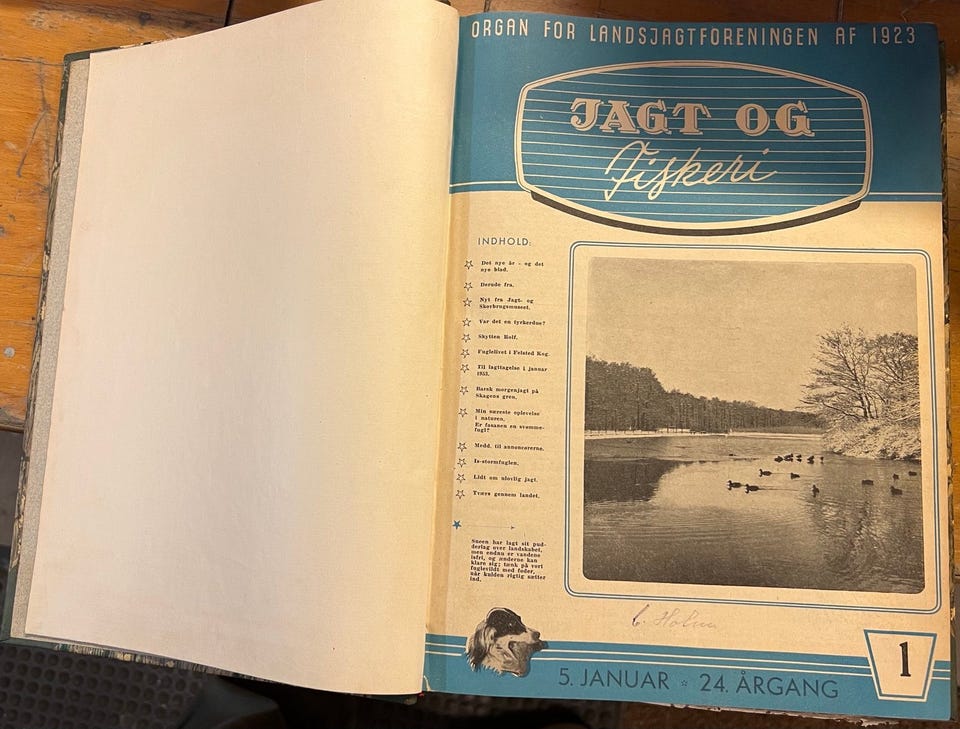 ORGAN FOR LANDSJAGTFORENINGEN AF 1923
JAGT OG
Fiskeri
INDHOLD:
Det nye år - og det
nye blad.
Derude fra.
Nyt fra Jagt- og
Skovbrugsmuseet.
Var det en tyrkerdue?
Skytten Rolf.
Fuglelivet i Felsted Kog.
Til iagttagelse i januar
1953.
Barsk morgenjagt på
Skagens gren.
Min særeste oplevelse
i naturen.
Er fasanen en svømme-
fugl?
Medd. til annoncørerne.
Is-stormfuglen.
Lidt om ulovlig jagt.
Tværs gennem landet.
Sneen har lagt sit pud-
derlag over landskabet,
men endnu er vandene
isfri, og ænderne kan
klare sig; tænk på vort
fuglevildt med foder,
når kulden rigtig sætter
ind.
Holm
5. JANUAR ☆ 24. ÅRGANG
1